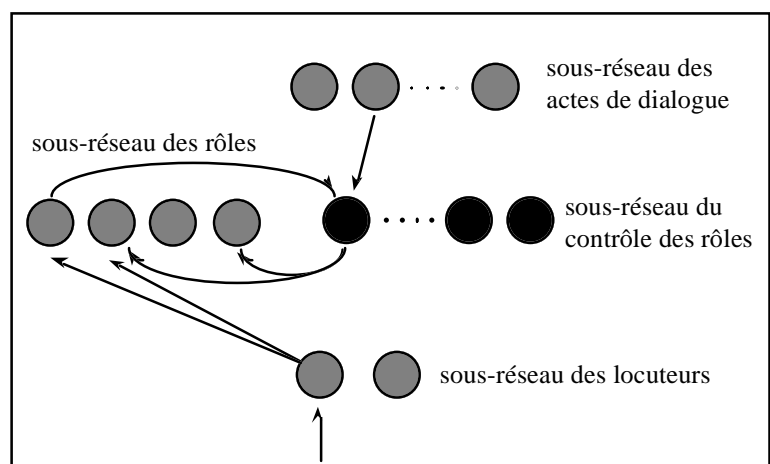 sous-réseau des
actes de dialogue
sous-réseau des rôles
sous-réseau du
contrôle des rôles
sous-réseau des locuteurs